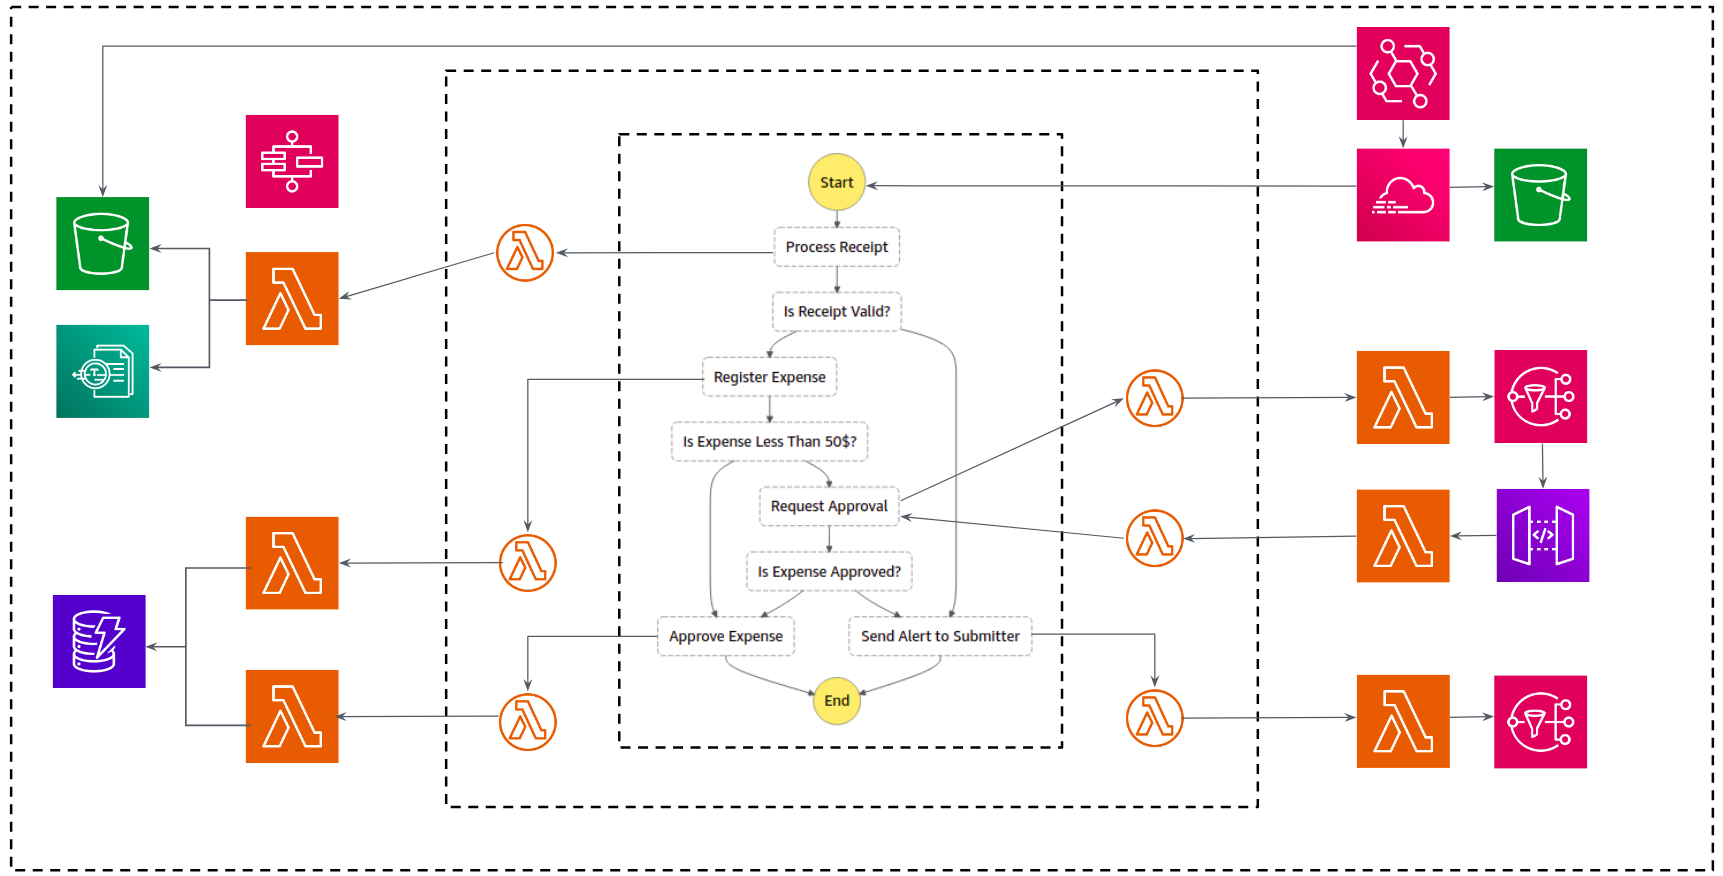 Start
Process Receipt
Is Receipt Valid?
Register Expense
Is Expense Less Than 50$?
Request Approval
Is Expense Approved?
Approve Expense
Send Alert to Submitter
End